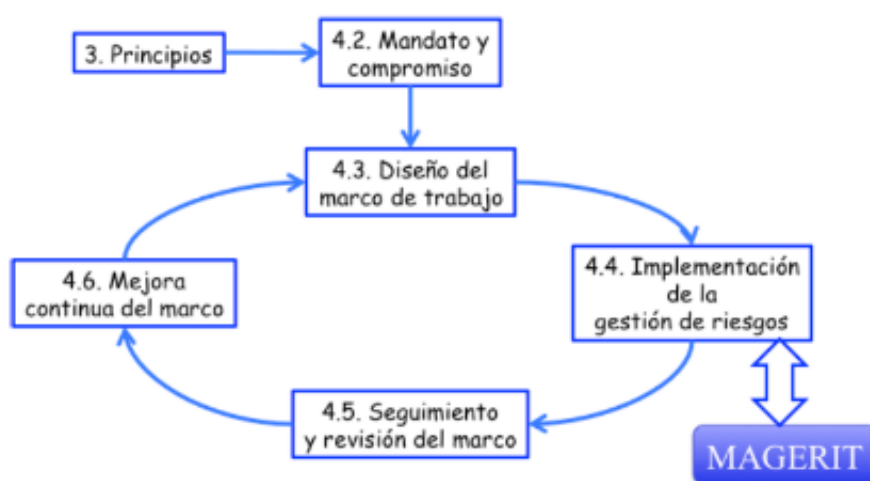 3. Principios
4.2. Mandato y
compromiso
4.3. Diseño del
marco de trabajo
4.6. Mejora
continua del marco
4.4. Implementación
de la
gestión de riesgos
4.5. Seguimiento
y revisión del marco
MAGERIT